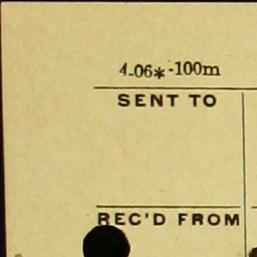 4-06*-100m
SENT TO
REC'D FROM